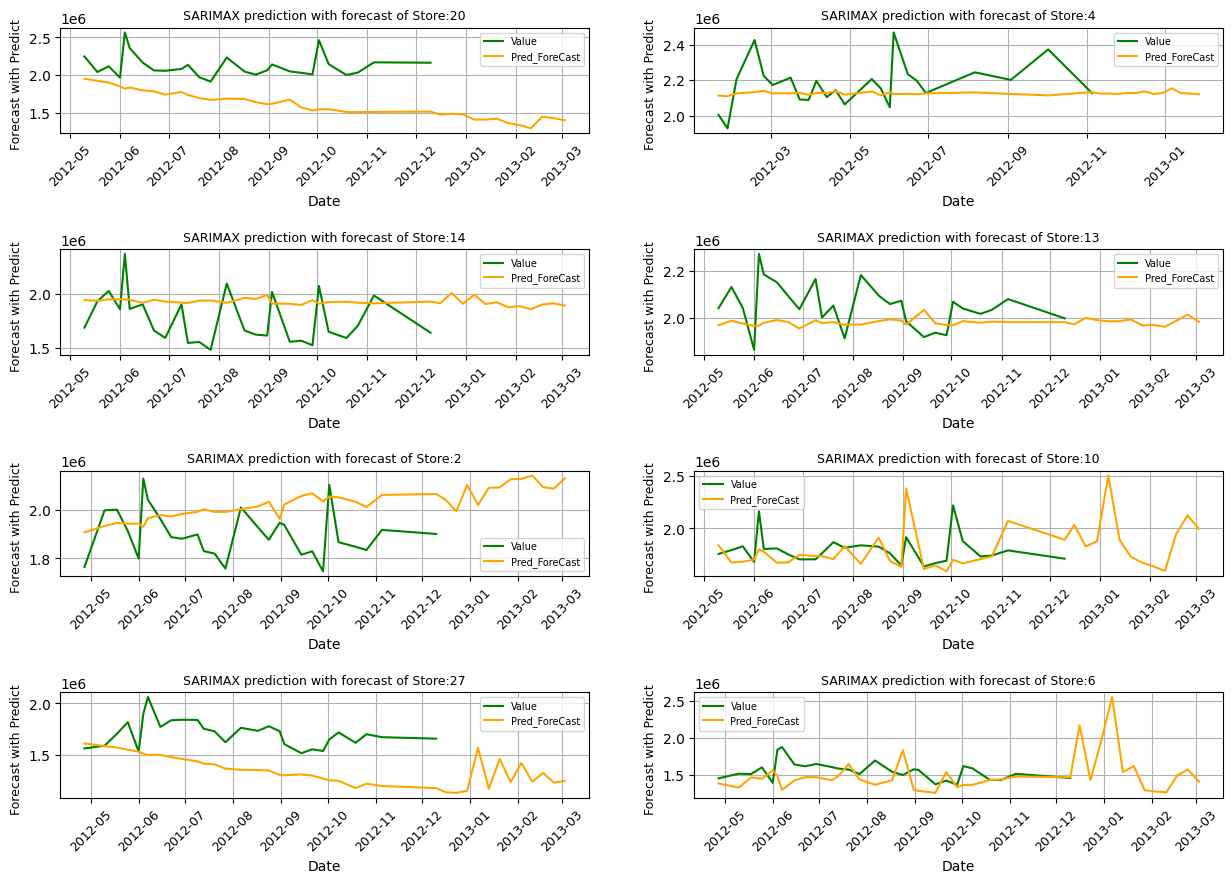 SARIMAX prediction with forecast of Store:20
1e6
Forecast with Predict
2.5
2.0
1.5
Value
Pred_ForeCast
2012-05
2012-06
2012-07
2012-08
2012-09
2012-10
2012-11
2012-12
2013-01
2013-02
2013-03
Date
SARIMAX prediction with forecast of Store:4
1e6
Forecast with Predict
2.4
2.2
2.0
Value
Pred_ForeCast
2012-03
2012-05
2012-07
2012-09
2012-11
2013-01
Date
SARIMAX prediction with forecast of Store:14
1e6
Forecast with Predict
2.0
1.5
Value
Pred_ForeCast
2012-05
2012-06
2012-07
2012-08
2012-09
2012-10
2012-11
2012-12
2013-01
2013-02
2013-03
Date
SARIMAX prediction with forecast of Store:13
1e6
Forecast with Predict
2.2
2.0
Value
Pred_ForeCast
2012-05
2012-06
2012-07
2012-08
2012-09
2012-10
2012-11
2012-12
2013-01
2013-02
2013-03
Date
SARIMAX prediction with forecast of Store:2
1e6
Forecast with Predict
2.0
1.8
Value
Pred_ForeCast
2012-05
2012-06
2012-07
2012-08
2012-09
2012-10
2012-11
2012-12
2013-01
2013-02
2013-03
Date
SARIMAX prediction with forecast of Store:10
1e6
Forecast with Predict
2.5
2.0
Value
Pred_ForeCast
2012-05
2012-06
2012-07
2012-08
2012-09
2012-10
2012-11
2012-12
2013-01
2013-02
2013-03
Date
SARIMAX prediction with forecast of Store:27
1e6
Forecast with Predict
2.0
1.5
Value
Pred_ForeCast
2012-05
2012-06
2012-07
2012-08
2012-09
2012-10
2012-11
2012-12
2013-01
2013-02
2013-03
Date
SARIMAX prediction with forecast of Store:6
1e6
Forecast with Predict
2.5
2.0
1.5
Value
Pred_ForeCast
2012-05
2012-06
2012-07
2012-08
2012-09
2012-10
2012-11
2012-12
2013-01
2013-02
2013-03
Date